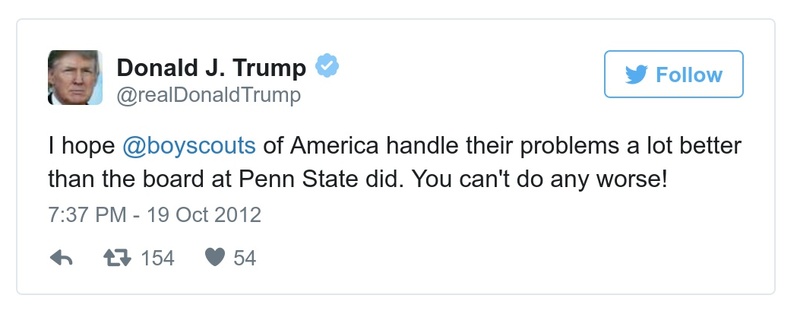 Donald J. Trump
@realDonaldTrump
Follow
I hope @boyscouts of America handle their problems a lot better
than the board at Penn State did. You can't do any worse!
7:37 PM - 19 Oct 2012
154 54